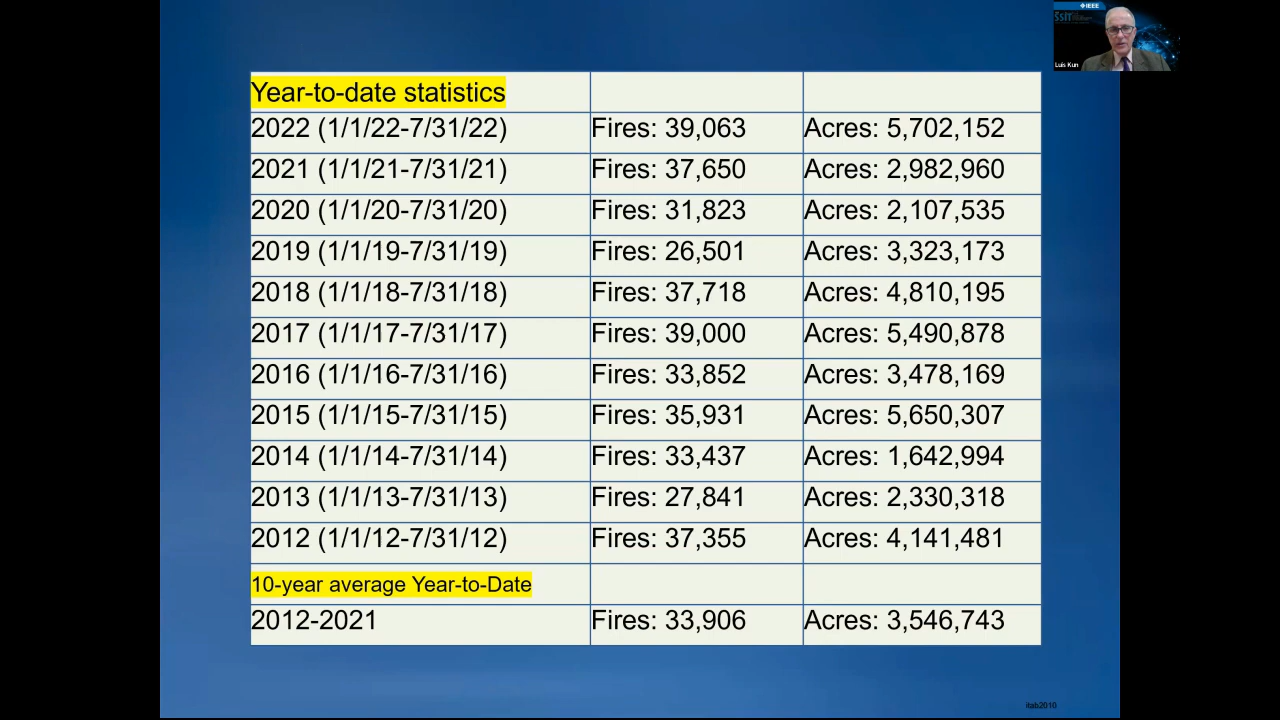 IEEE
SSIT
Luis Kun
Year-to-date statistics
2022 (1/1/22-7/31/22) Fires: 39,063 Acres: 5,702,152
2021 (1/1/21-7/31/21) Fires: 37,650 Acres: 2,982,960
2020 (1/1/20-7/31/20) Fires: 31,823 Acres: 2,107,535
2019 (1/1/19-7/31/19) Fires: 26,501 Acres: 3,323,173
2018 (1/1/18-7/31/18) Fires: 37,718 Acres: 4,810,195
2017 (1/1/17-7/31/17) Fires: 39,000 Acres: 5,490,878
2016 (1/1/16-7/31/16) Fires: 33,852 Acres: 3,478,169
2015 (1/1/15-7/31/15) Fires: 35,931 Acres: 5,650,307
2014 (1/1/14-7/31/14) Fires: 33,437 Acres: 1,642,994
2013 (1/1/13-7/31/13) Fires: 27,841 Acres: 2,330,318
2012 (1/1/12-7/31/12) Fires: 37,355 Acres: 4,141,481
10-year average Year-to-Date
2012-2021 Fires: 33,906 Acres: 3,546,743
itab2010